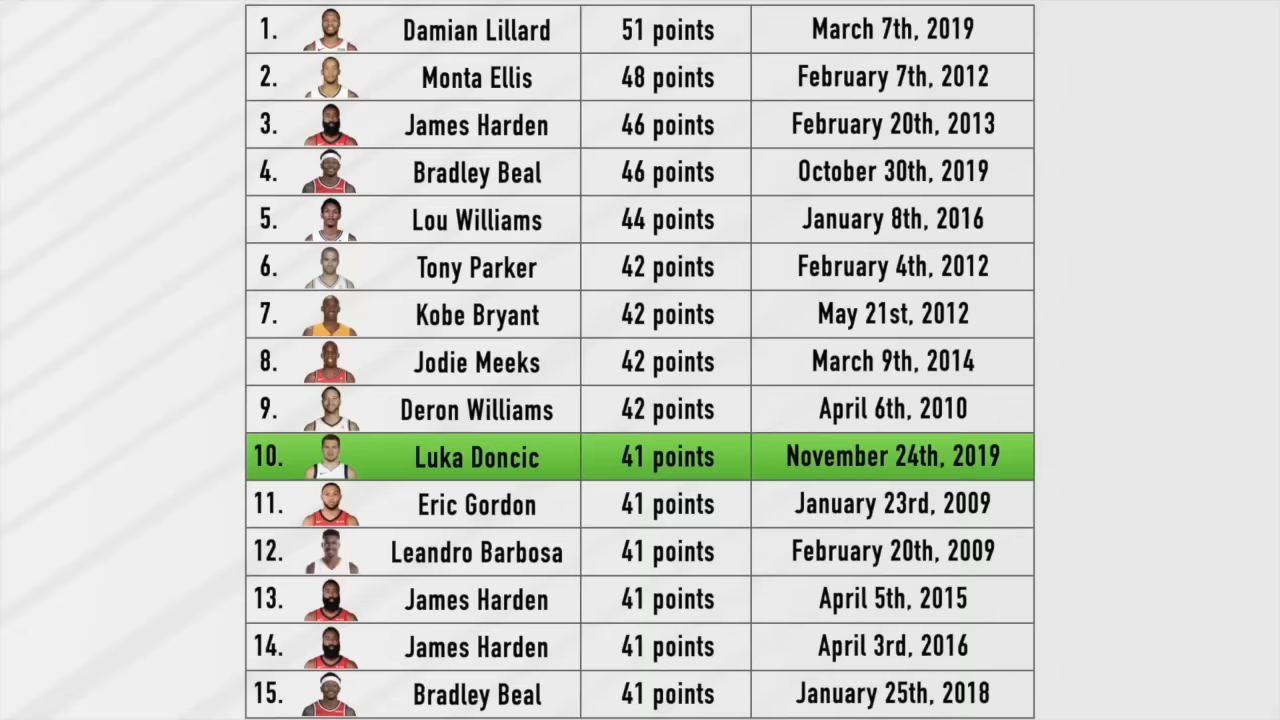 1. Damian Lillard 51 points March 7th, 2019
2. Monta Ellis 48 points February 7th, 2012
3. James Harden 46 points February 20th, 2013
4. Bradley Beal 46 points October 30th, 2019
5. Lou Williams 44 points January 8th, 2016
6. Tony Parker 42 points February 4th, 2012
7. Kobe Bryant 42 points May 21st, 2012
8. Jodie Meeks 42 points March 9th, 2014
9. Deron Williams 42 points April 6th, 2010
10. Luka Doncic 41 points November 24th, 2019
11. Eric Gordon 41 points January 23rd, 2009
12. Leandro Barbosa 41 points February 20th, 2009
13. James Harden 41 points April 5th, 2015
14. James Harden 41 points April 3rd, 2016
15. Bradley Beal 41 points January 25th, 2018